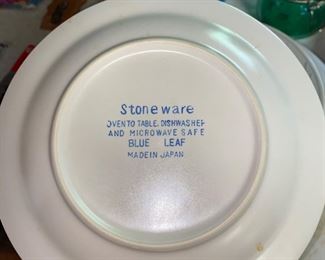 Stoneware
OVEN TO TABLE, DISHWASHER
AND MICROWAVE SAFE
BLUE LEAF
MADE IN JAPAN